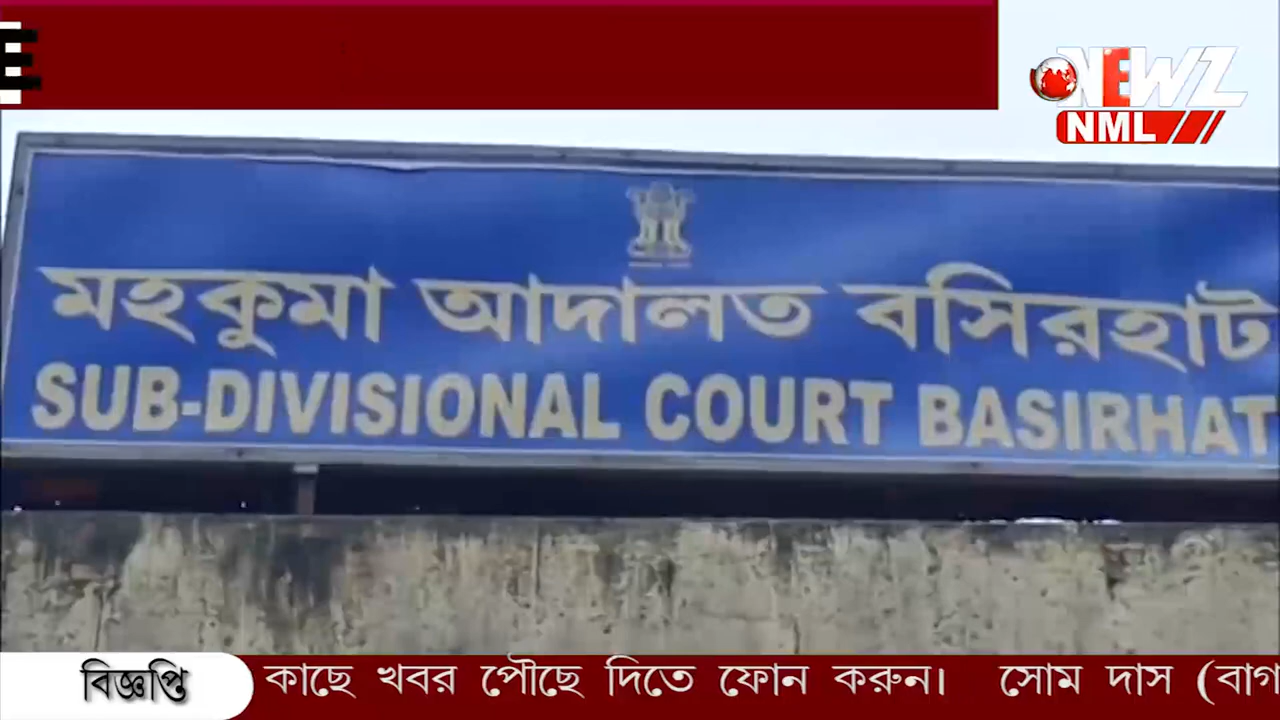 E
NEWZ
NML
মহকুমা আদালত বসিরহাট
SUB-DIVISIONAL COURT BASIRHAT
বিজ্ঞপ্তি কাছে খবর পৌছে দিতে ফোন করুন। সোম দাস (বাগ